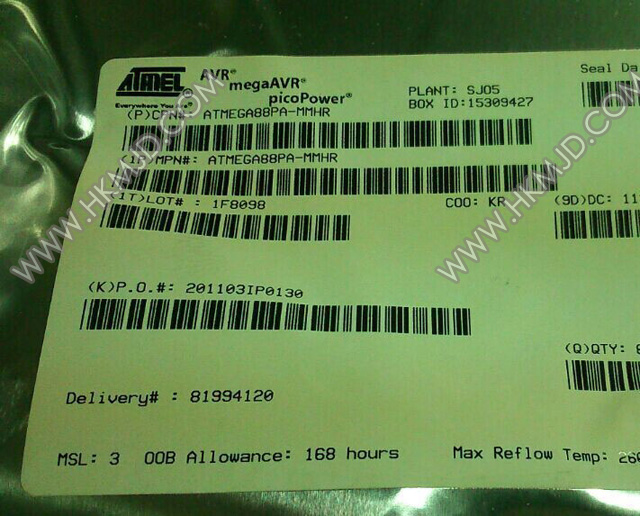 ATMEL
Everywhere You Are®
AVR®
megaAVR®
picoPower®
PLANT: SJ05
BOX ID:15309427
Seal Da
(P)CPN#: ATMEGA88PA-MMHR
(1P)MPN#: ATMEGA88PA-MMHR
(1T)LOT# : 1F8098
COO: KR
(9D)DC: 11
(K)P.O.#: 201103IP0130
(Q)QTY:
Delivery# : 81994120
MSL: 3 OOB Allowance: 168 hours
Max Reflow Temp: 260
WWW.HKMJD.COM
WWW.HKMJD.COM